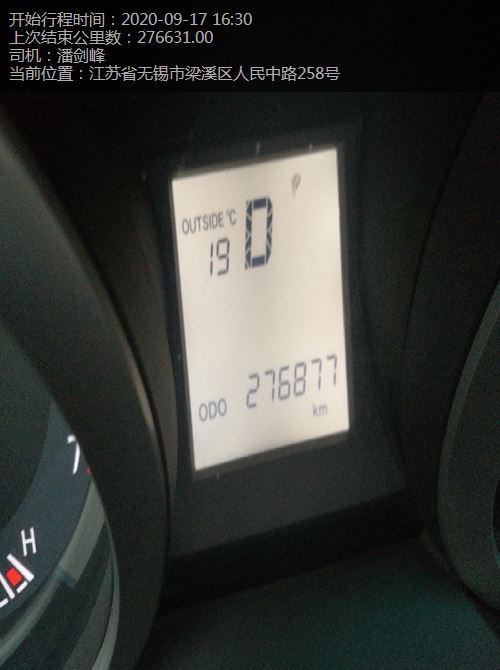 开始行程时间：2020-09-17 16:30
上次结束公里数：276631.00
司机：潘剑峰
当前位置：江苏省无锡市梁溪区人民中路258号
OUTSIDE °C
19 D
ODO 276877
km
H